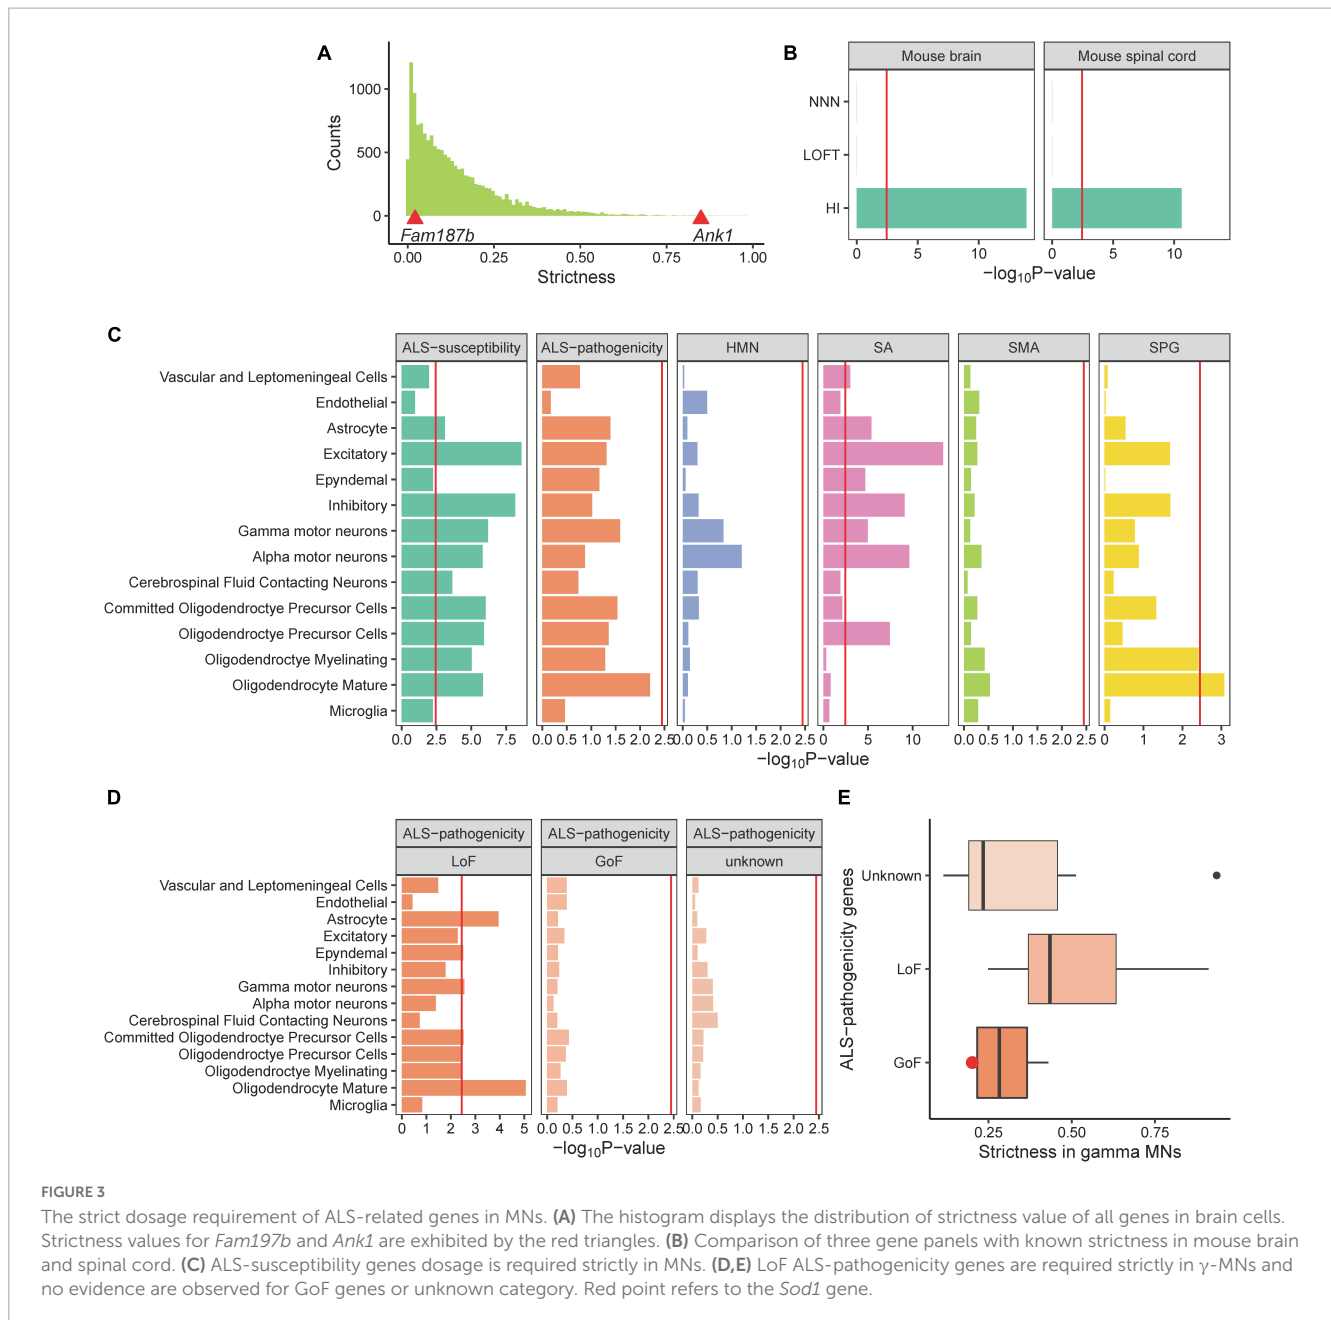 A
Counts
1000
500
0
Fam187b
Ank1
0.00 0.25 0.50 0.75 1.00
Strictness
B
Mouse brain Mouse spinal cord
NNN
LOFT
HI
0 5 10 0 5 10
−log10P−value
C
ALS−susceptibility ALS−pathogenicity HMN SA SMA SPG
Vascular and Leptomeningeal Cells
Endothelial
Astrocyte
Excitatory
Epyndemal
Inhibitory
Gamma motor neurons
Alpha motor neurons
Cerebrospinal Fluid Contacting Neurons
Committed Oligodendroctye Precursor Cells
Oligodendroctye Precursor Cells
Oligodendroctye Myelinating
Oligodendrocyte Mature
Microglia
0.0 2.5 5.0 7.5 0.0 0.5 1.0 1.5 2.0 2.5 0.0 0.5 1.0 1.5 2.0 2.5 0 5 10 0.0 0.5 1.0 1.5 2.0 2.5 0 1 2 3
−log10P−value
D
ALS−pathogenicity ALS−pathogenicity ALS−pathogenicity
LoF GoF unknown
Vascular and Leptomeningeal Cells
Endothelial
Astrocyte
Excitatory
Epyndemal
Inhibitory
Gamma motor neurons
Alpha motor neurons
Cerebrospinal Fluid Contacting Neurons
Committed Oligodendroctye Precursor Cells
Oligodendroctye Precursor Cells
Oligodendroctye Myelinating
Oligodendrocyte Mature
Microglia
0 1 2 3 4 5 0.0 0.5 1.0 1.5 2.0 2.5 0.0 0.5 1.0 1.5 2.0 2.5
−log10P−value
E
ALS−pathogenicity genes
Unknown
LoF
GoF
0.25 0.50 0.75
Strictness in gamma MNs
FIGURE 3
The strict dosage requirement of ALS-related genes in MNs. (A) The histogram displays the distribution of strictness value of all genes in brain cells.
Strictness values for Fam197b and Ank1 are exhibited by the red triangles. (B) Comparison of three gene panels with known strictness in mouse brain
and spinal cord. (C) ALS-susceptibility genes dosage is required strictly in MNs. (D,E) LoF ALS-pathogenicity genes are required strictly in γ-MNs and
no evidence are observed for GoF genes or unknown category. Red point refers to the Sod1 gene.